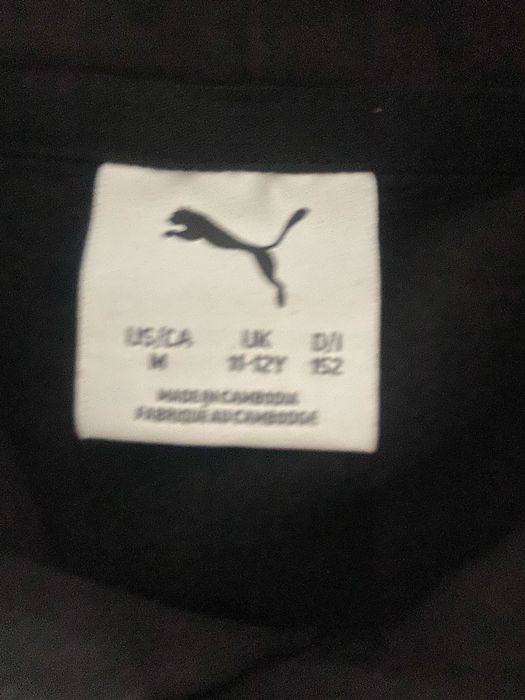 US/CA UK D/I
M 11-12Y 152
MADE IN CAMBODIA
FABRIQUÉ AU CAMBODGE